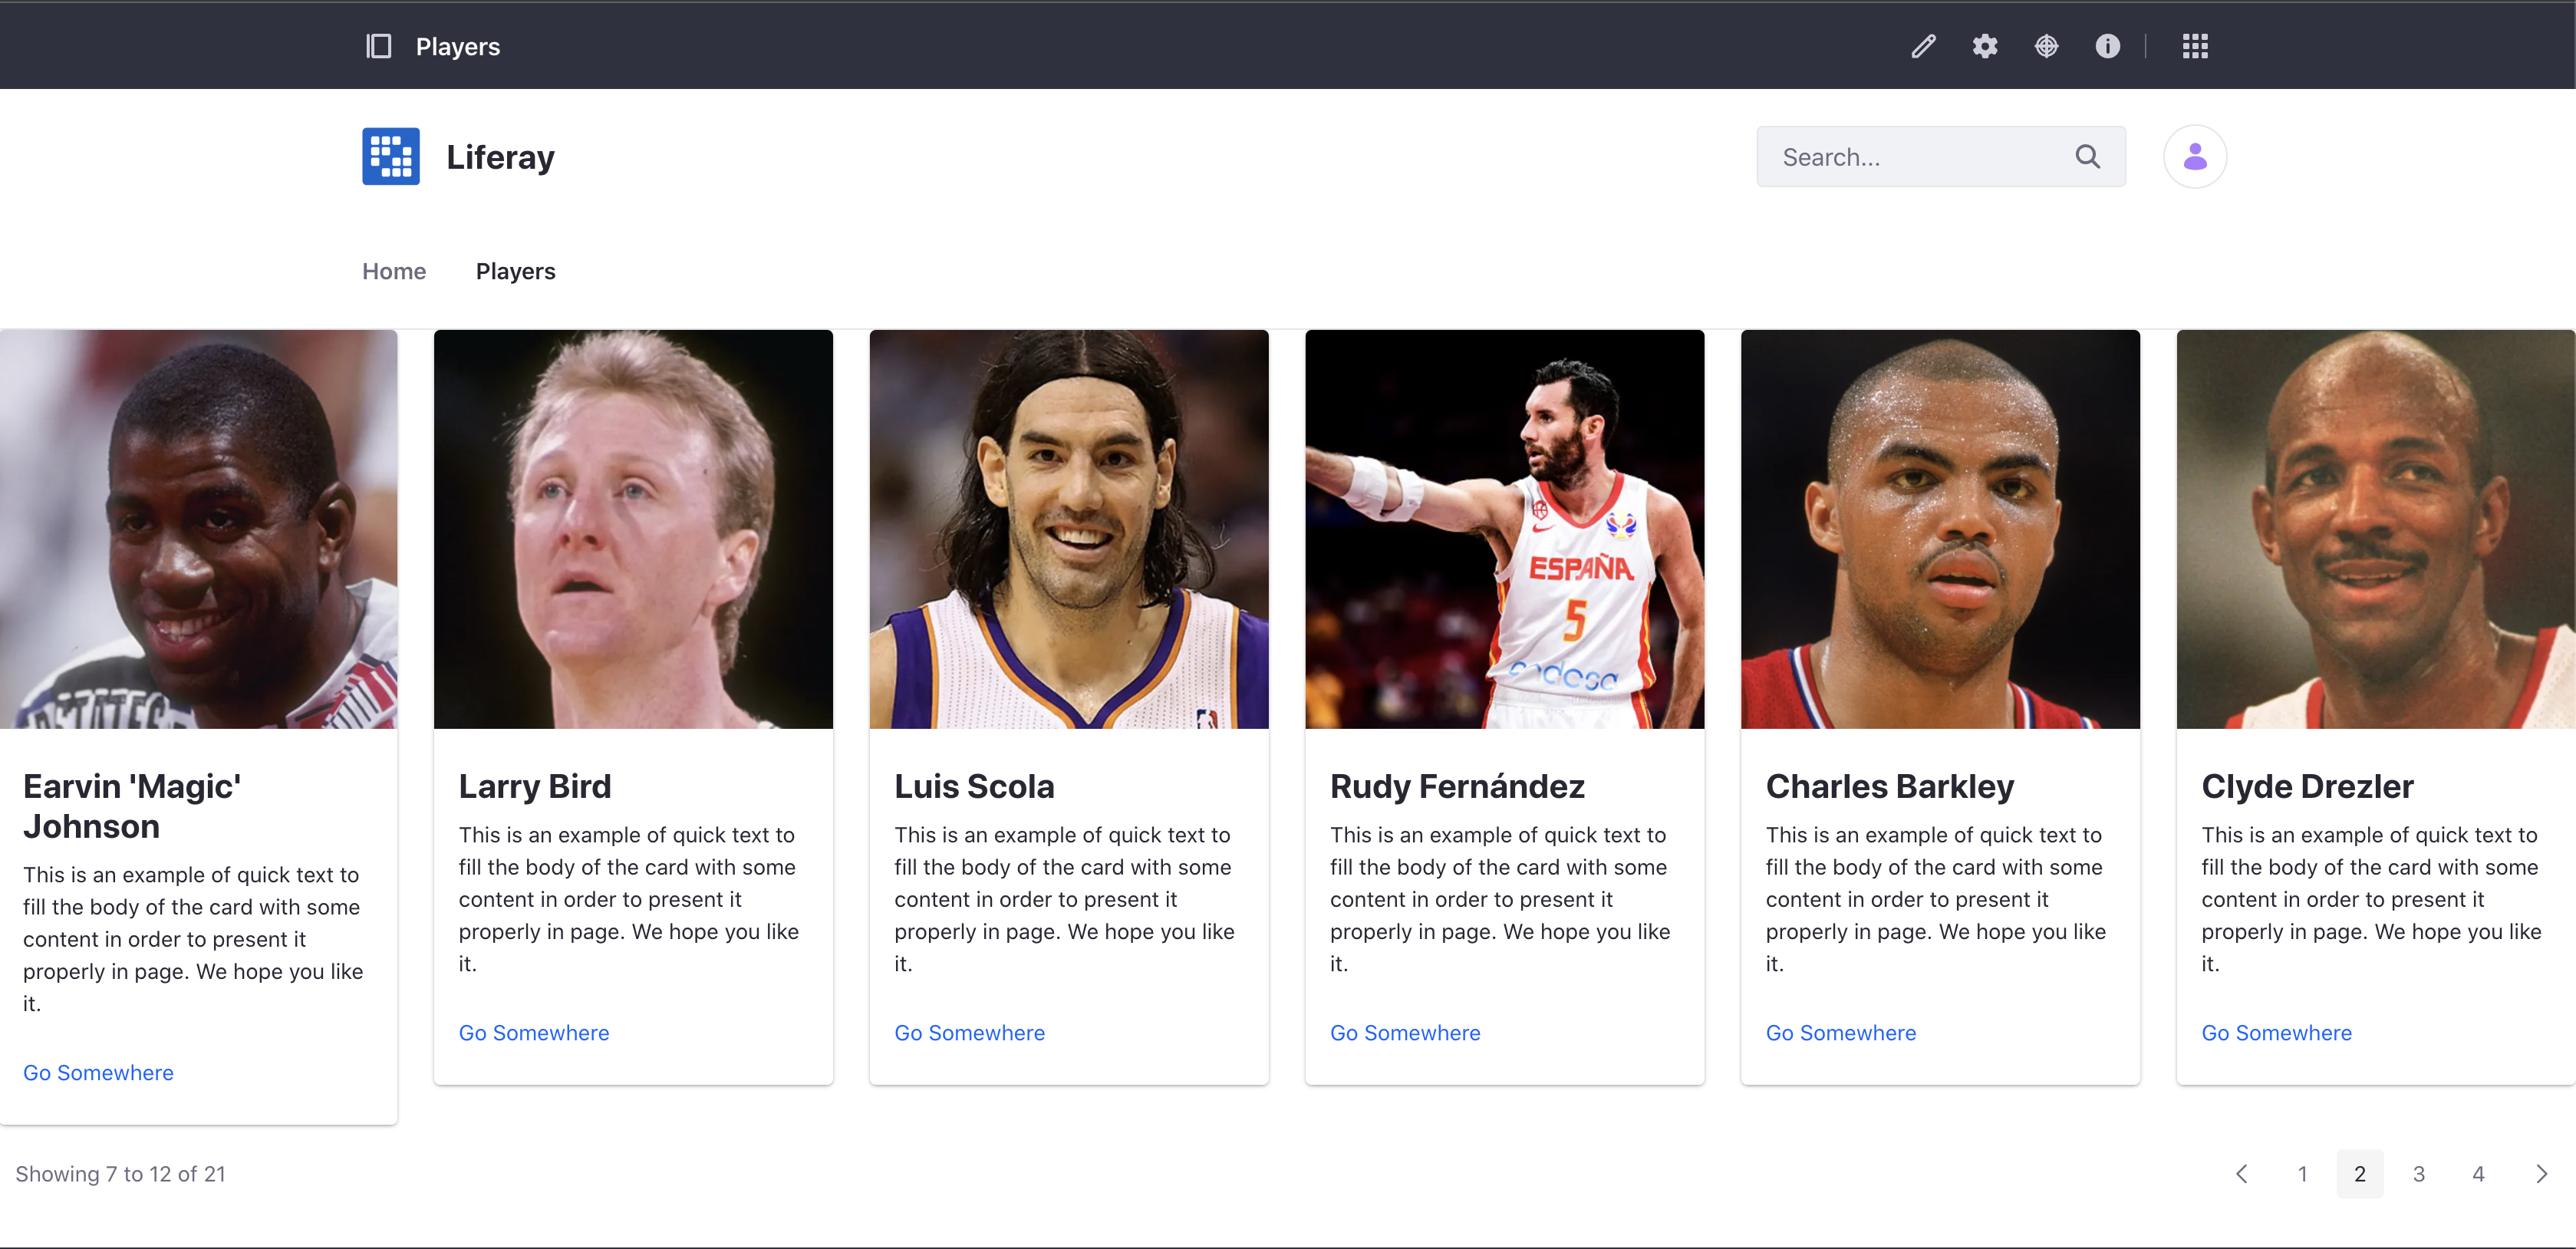 Players
Liferay
Search...
Home
Players
ESPAÑA
5
endesa
Earvin 'Magic'
Johnson
This is an example of quick text to
fill the body of the card with some
content in order to present it
properly in page. We hope you like
it.
Go Somewhere
Larry Bird
This is an example of quick text to
fill the body of the card with some
content in order to present it
properly in page. We hope you like
it.
Go Somewhere
Luis Scola
This is an example of quick text to
fill the body of the card with some
content in order to present it
properly in page. We hope you like
it.
Go Somewhere
Rudy Fernández
This is an example of quick text to
fill the body of the card with some
content in order to present it
properly in page. We hope you like
it.
Go Somewhere
Charles Barkley
This is an example of quick text to
fill the body of the card with some
content in order to present it
properly in page. We hope you like
it.
Go Somewhere
Clyde Drezler
This is an example of quick text to
fill the body of the card with some
content in order to present it
properly in page. We hope you like
it.
Go Somewhere
Showing 7 to 12 of 21
1 2 3 4